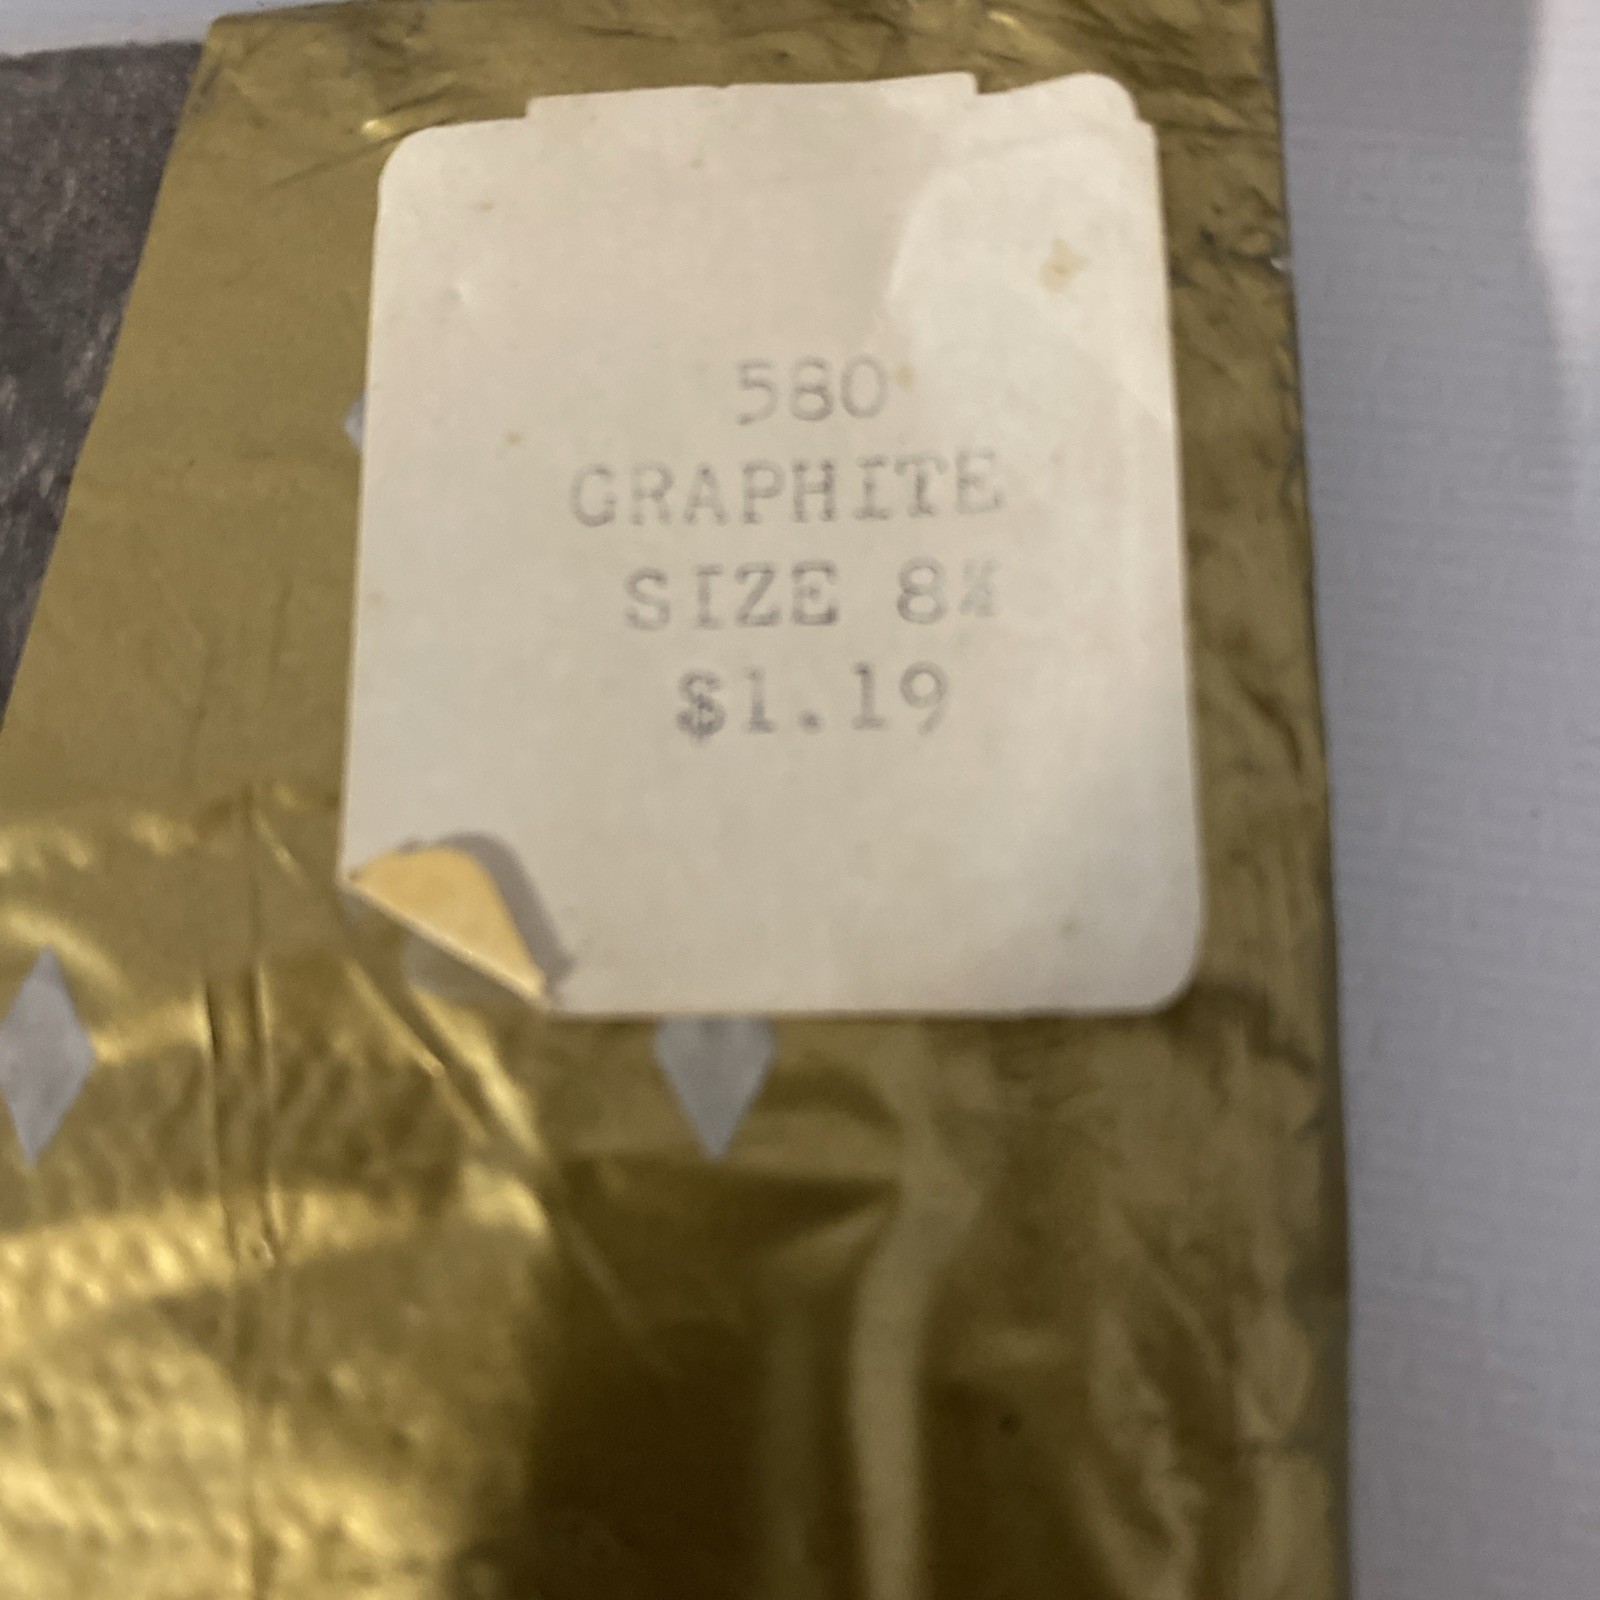 580
GRAPHITE
SIZE 8½
$1.19